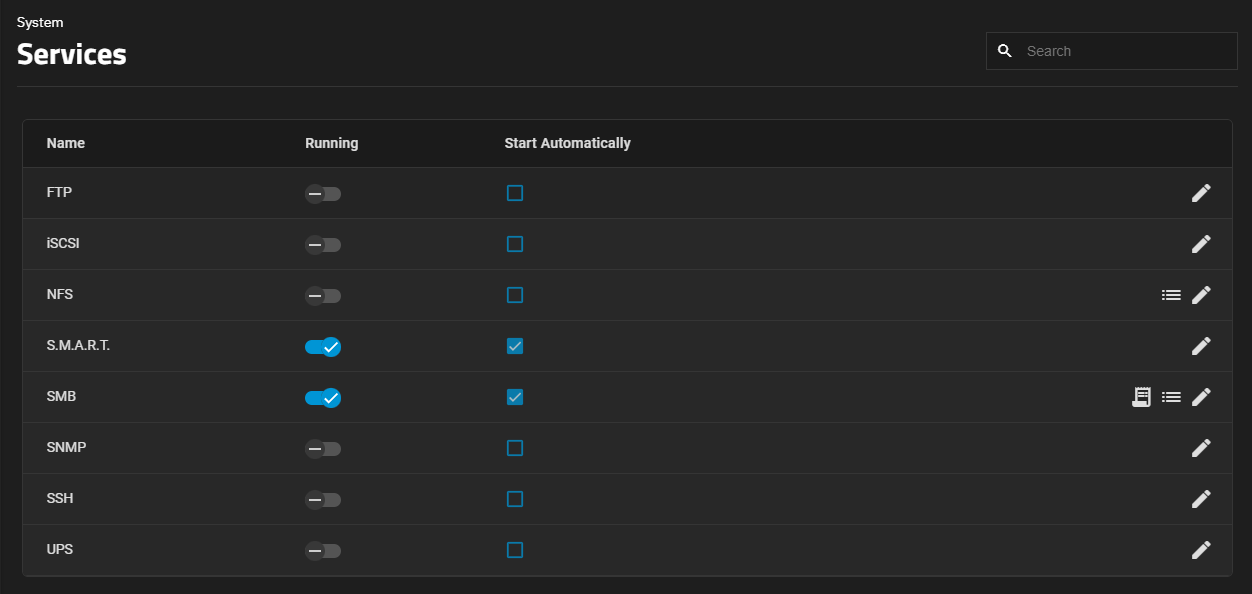 System
Services
Search
Name Running Start Automatically
FTP
iSCSI
NFS
S.M.A.R.T.
SMB
SNMP
SSH
UPS